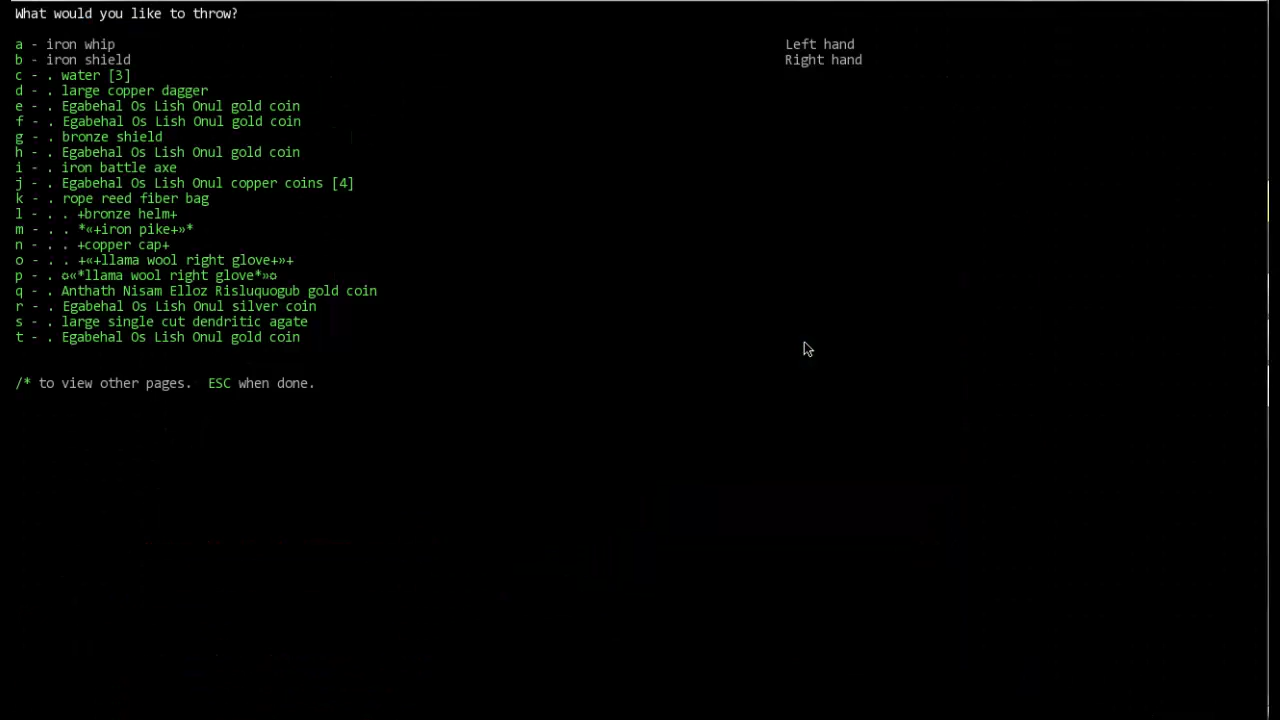 What would you like to throw?
a - iron whip Left hand
b - iron shield Right hand
c - . water [3]
d - . large copper dagger
e - . Egabehal Os Lish Onul gold coin
f - . Egabehal Os Lish Onul gold coin
g - . bronze shield
h - . Egabehal Os Lish Onul gold coin
i - . iron battle axe
j - . Egabehal Os Lish Onul copper coins [4]
k - . rope reed fiber bag
l - . . +bronze helm+
m - . . *«+iron pike+»*
n - . . +copper cap+
o - . . +«+llama wool right glove+»+
p - . ☼«*llama wool right glove*»☼
q - . Anthath Nisam Elloz Risluquogub gold coin
r - . Egabehal Os Lish Onul silver coin
s - . large single cut dendritic agate
t - . Egabehal Os Lish Onul gold coin
/* to view other pages. ESC when done.